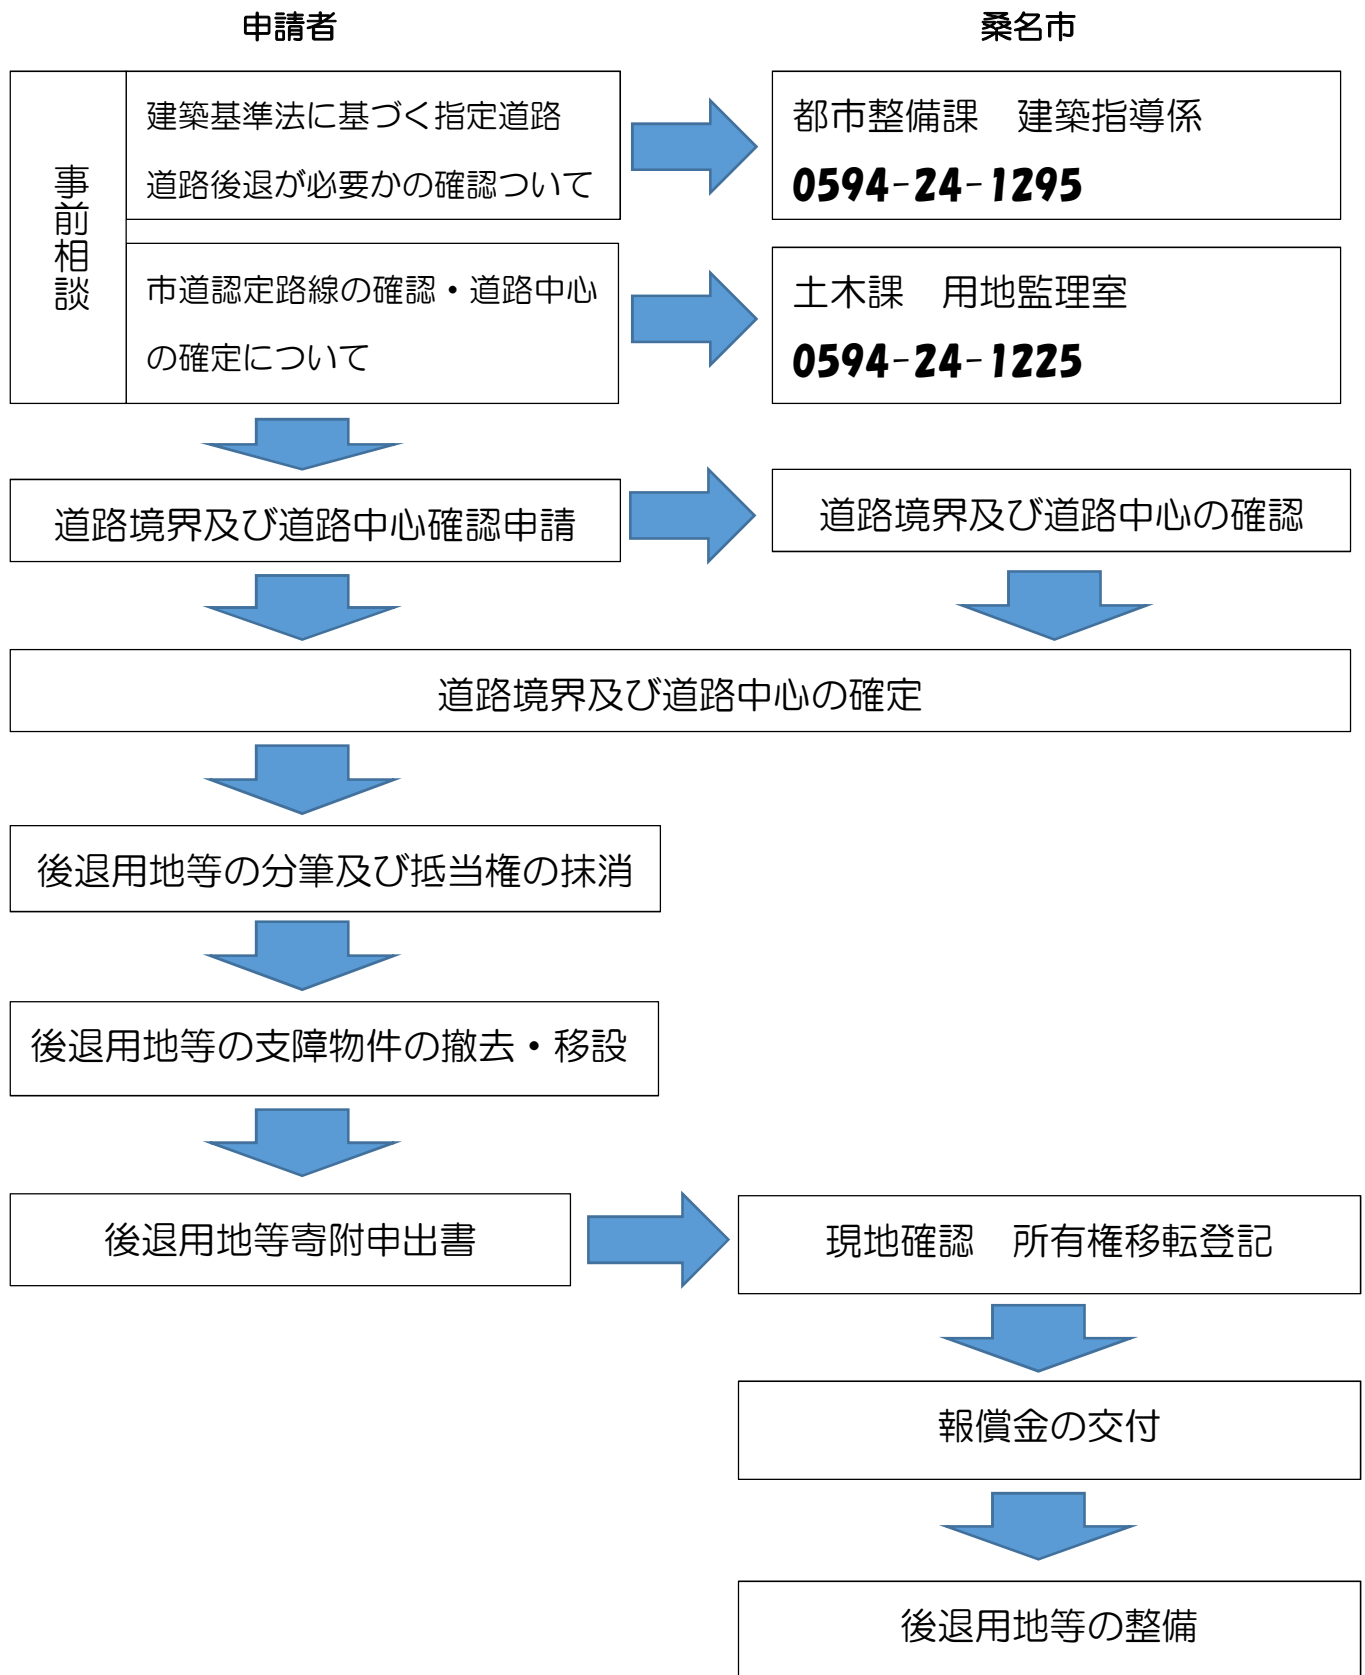 申請者
桑名市
事前相談
建築基準法に基づく指定道路
道路後退が必要かの確認ついて
都市整備課　建築指導係
0594-24-1295
市道認定路線の確認・道路中心
の確定について
土木課　用地監理室
0594-24-1225
道路境界及び道路中心確認申請
道路境界及び道路中心の確認
道路境界及び道路中心の確定
後退用地等の分筆及び抵当権の抹消
後退用地等の支障物件の撤去・移設
後退用地等寄附申出書
現地確認　所有権移転登記
報償金の交付
後退用地等の整備